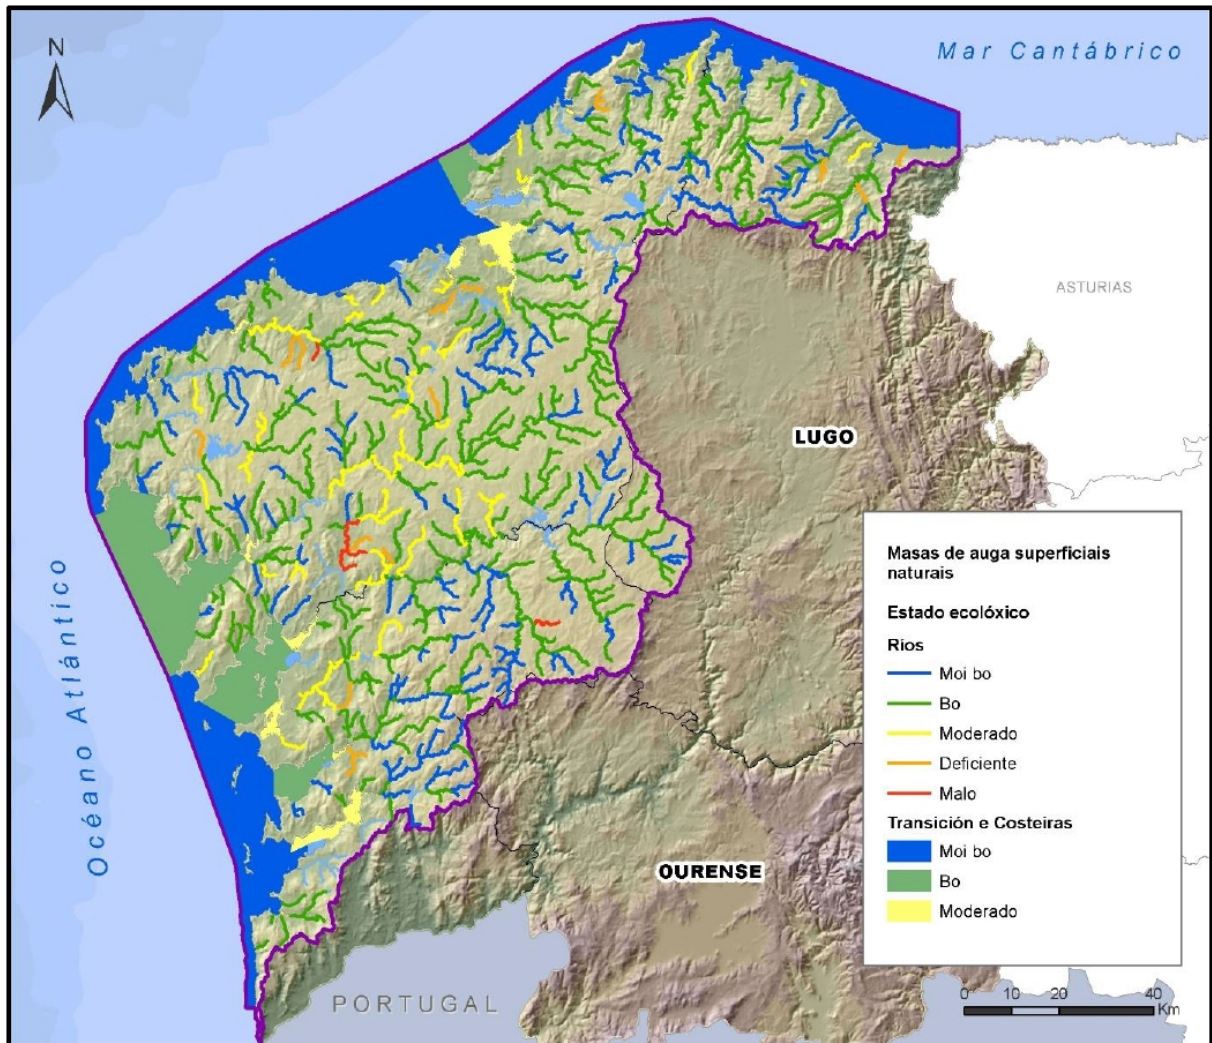 N
Mar Cantábrico
ASTURIAS
LUGO
Océano Atlántico
OURENSE
PORTUGAL
Masas de auga superficiais
naturais
Estado ecolóxico
Ríos
Moi bo
Bo
Moderado
Deficiente
Malo
Transición e Costeiras
Moi bo
Bo
Moderado
0 10 20 40
Km